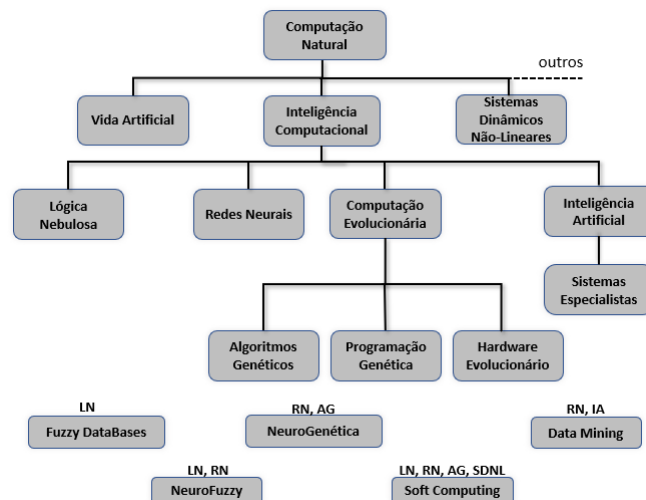 Computação
Natural
outros
Vida Artificial
Inteligência
Computacional
Sistemas
Dinâmicos
Não-Lineares
Lógica
Nebulosa
Redes Neurais
Computação
Evolucionária
Inteligência
Artificial
Sistemas
Especialistas
Algoritmos
Genéticos
Programação
Genética
Hardware
Evolucionário
LN
Fuzzy DataBases
RN, AG
NeuroGenética
RN, IA
Data Mining
LN, RN
NeuroFuzzy
LN, RN, AG, SDNL
Soft Computing